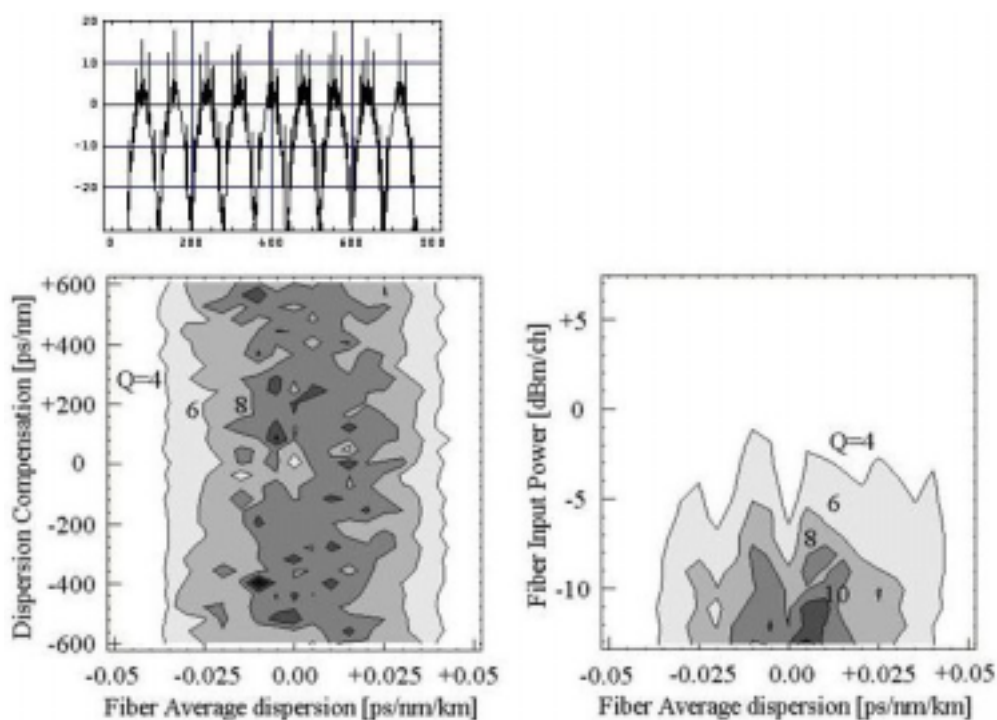 20
10
0
-10
-20
0 200 400 600 800
+600
+400
+200
0
-200
-400
-600
Dispersion Compensation [ps/nm]
Q=4
6
8
-0.05 -0.025 0.00 +0.025 +0.05
Fiber Average dispersion [ps/nm/km]
+5
0
-5
-10
Fiber Input Power [dBm/ch]
Q=4
6
8
10
-0.05 -0.025 0.00 +0.025 +0.05
Fiber Average dispersion [ps/nm/km]